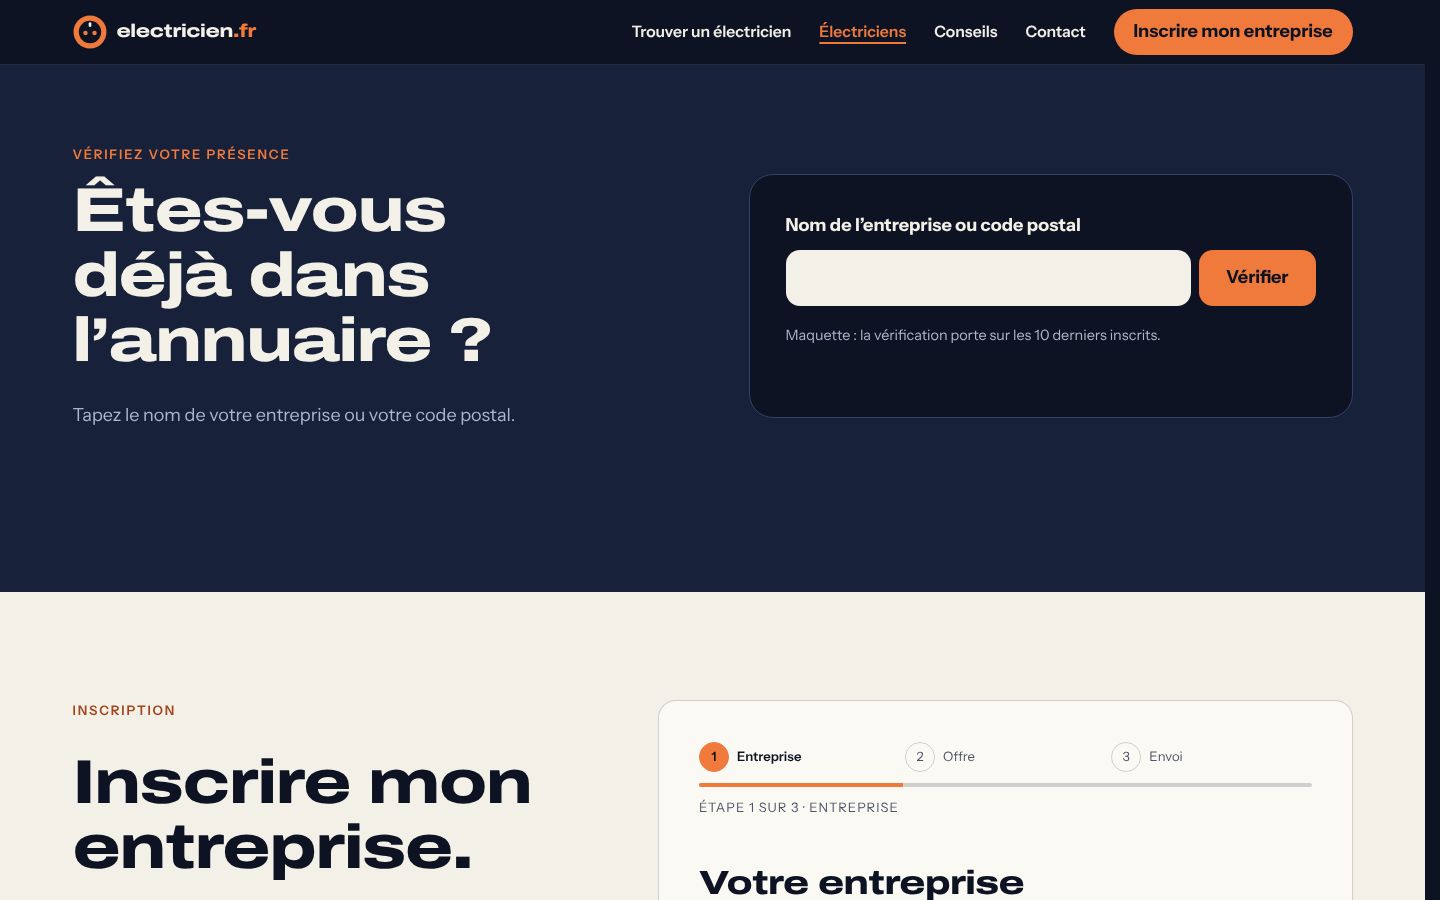 electricien.fr
Trouver un électricien
Électriciens
Conseils
Contact
Inscrire mon entreprise
VÉRIFIEZ VOTRE PRÉSENCE
Êtes-vous
déjà dans
l’annuaire ?
Tapez le nom de votre entreprise ou votre code postal.
Nom de l’entreprise ou code postal
Vérifier
Maquette : la vérification porte sur les 10 derniers inscrits.
INSCRIPTION
Inscrire mon
entreprise.
1 Entreprise
2 Offre
3 Envoi
ÉTAPE 1 SUR 3 · ENTREPRISE
Votre entreprise